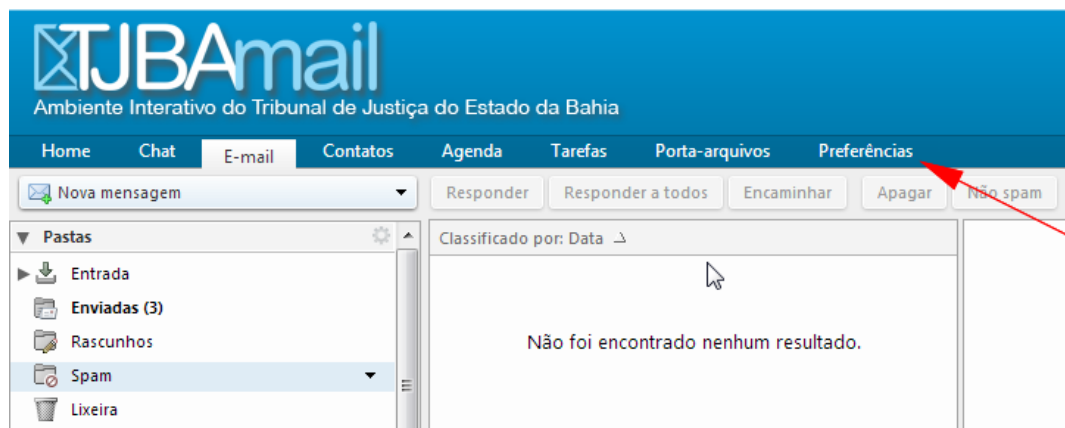 TJBAmail
Ambiente Interativo do Tribunal de Justiça do Estado da Bahia
Home Chat E-mail Contatos Agenda Tarefas Porta-arquivos Preferências
Nova mensagem Responder Responder a todos Encaminhar Apagar Não spam
Pastas Classificado por: Data
Entrada
Enviadas (3)
Rascunhos Não foi encontrado nenhum resultado.
Spam
Lixeira